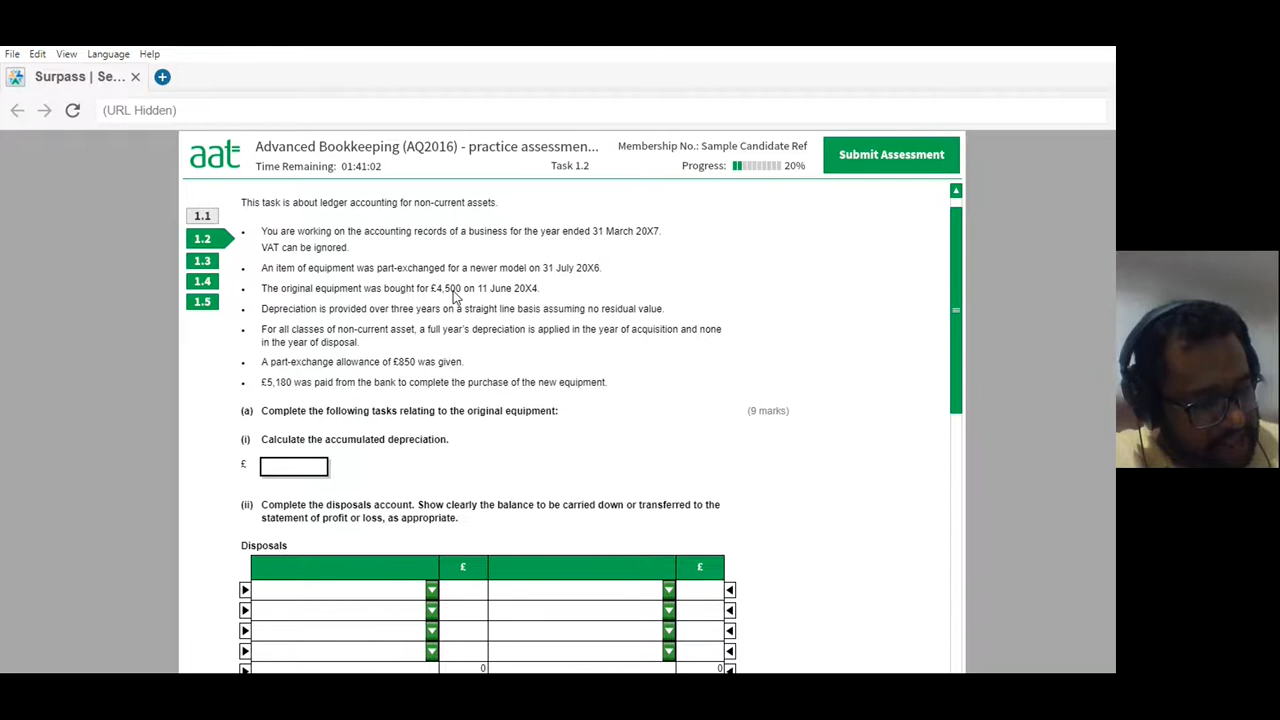 File Edit View Language Help
Surpass | Se...
(URL Hidden)
aat
Advanced Bookkeeping (AQ2016) - practice assessmen...
Membership No.: Sample Candidate Ref
Submit Assessment
Time Remaining: 01:41:02
Task 1.2
Progress: 20%
This task is about ledger accounting for non-current assets.
1.1
1.2
1.3
1.4
1.5
• You are working on the accounting records of a business for the year ended 31 March 20X7.
VAT can be ignored.
• An item of equipment was part-exchanged for a newer model on 31 July 20X6.
• The original equipment was bought for £4,500 on 11 June 20X4.
• Depreciation is provided over three years on a straight line basis assuming no residual value.
• For all classes of non-current asset, a full year's depreciation is applied in the year of acquisition and none
in the year of disposal.
• A part-exchange allowance of £850 was given.
• £5,180 was paid from the bank to complete the purchase of the new equipment.
(a) Complete the following tasks relating to the original equipment: (9 marks)
(i) Calculate the accumulated depreciation.
£
(ii) Complete the disposals account. Show clearly the balance to be carried down or transferred to the
statement of profit or loss, as appropriate.
Disposals
£ £
0 0